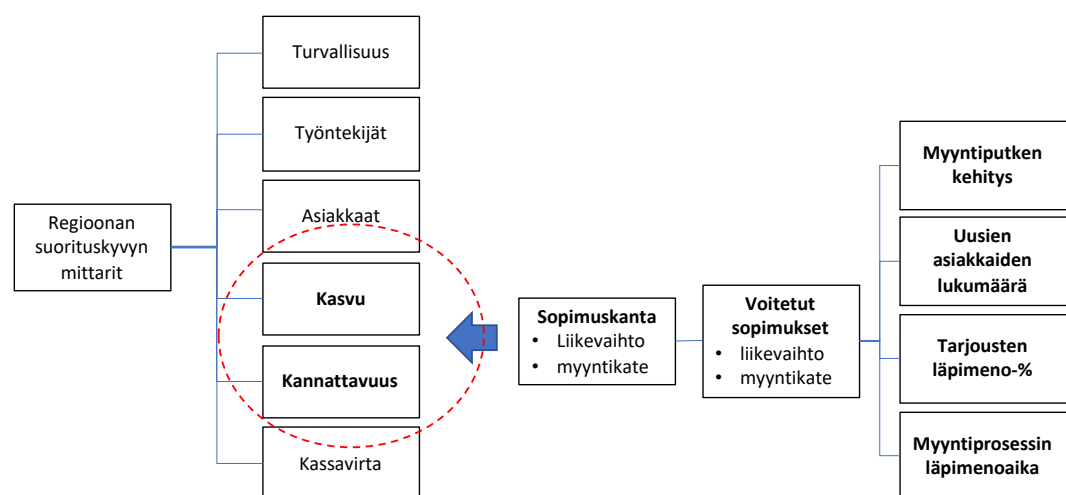 Regioonan
suorituskyvyn
mittarit
Turvallisuus
Työntekijät
Asiakkaat
Kasvu
Kannattavuus
Kassavirta
Sopimuskanta
• Liikevaihto
• myyntikate
Voitetut
sopimukset
• liikevaihto
• myyntikate
Myyntiputken
kehitys
Uusien
asiakkaiden
lukumäärä
Tarjousten
läpimeno-%
Myyntiprosessin
läpimenoaika